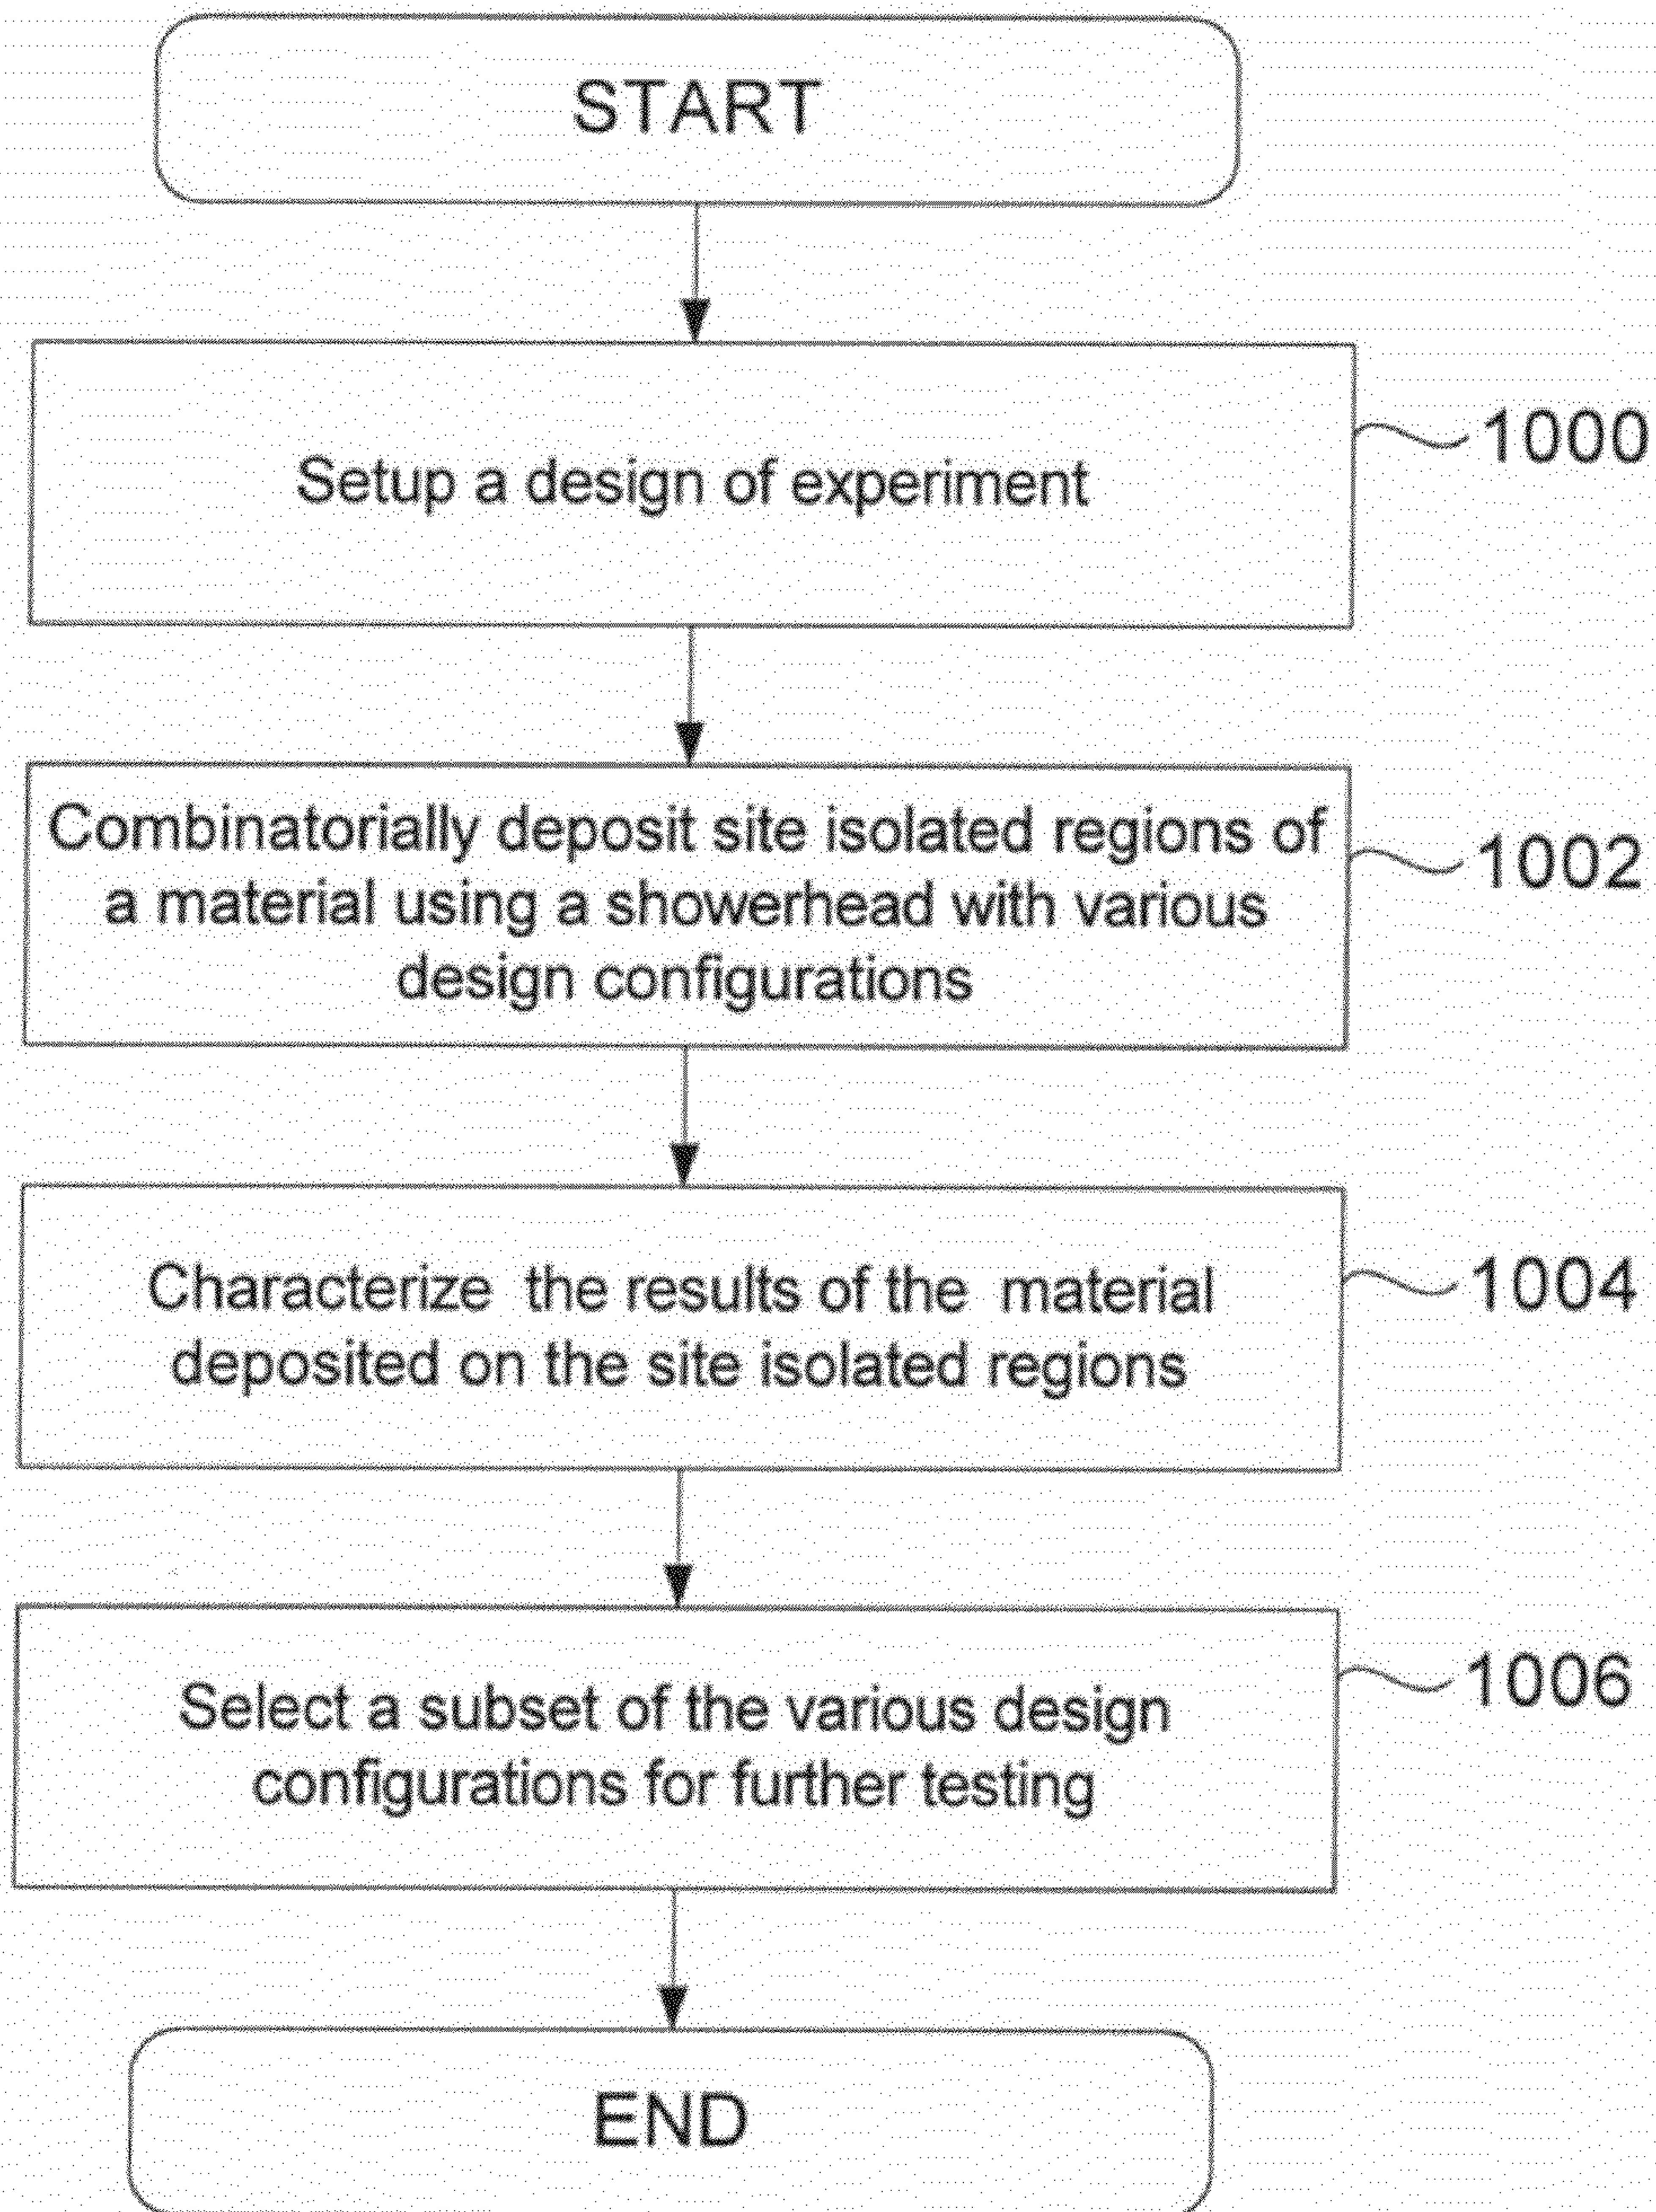 START
Setup a design of experiment
1000
Combinatorially deposit site isolated regions of
a material using a showerhead with various
design configurations
1002
Characterize the results of the material
deposited on the site isolated regions
1004
Select a subset of the various design
configurations for further testing
1006
END